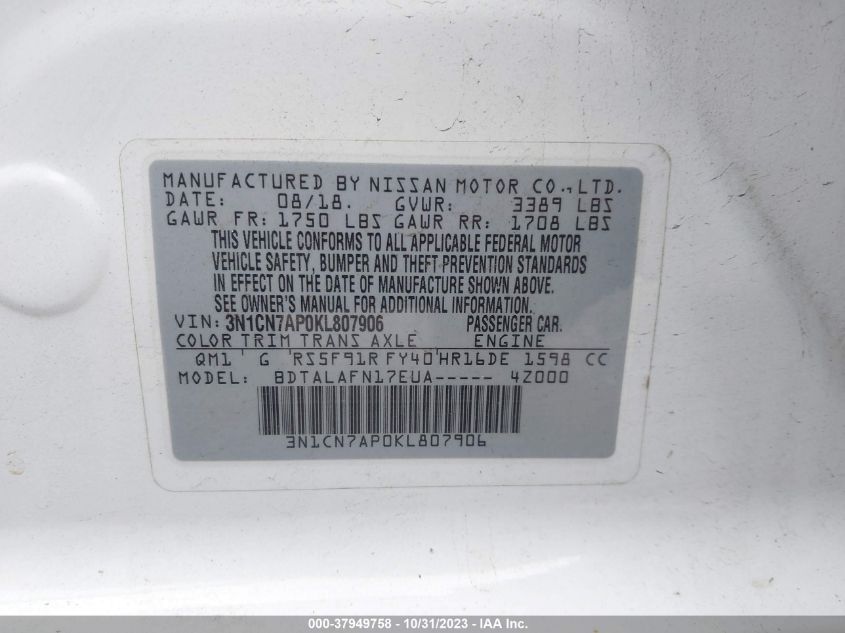 MANUFACTURED BY NISSAN MOTOR CO., LTD.
DATE: 08/18. GVWR: 3389 LBS
GAWR FR: 1750 LBS GAWR RR: 1708 LBS
THIS VEHICLE CONFORMS TO ALL APPLICABLE FEDERAL MOTOR
VEHICLE SAFETY, BUMPER AND THEFT PREVENTION STANDARDS
IN EFFECT ON THE DATE OF MANUFACTURE SHOWN ABOVE.
SEE OWNER'S MANUAL FOR ADDITIONAL INFORMATION.
VIN: 3N1CN7AP0KL807906 PASSENGER CAR.
COLOR TRIM TRANS AXLE ENGINE
QM1 G RS5F91R FY40 HR16DE 1598 CC
MODEL: BDTALAFN17EUA----- 4Z000
3N1CN7AP0KL807906
000-37949758 - 10/31/2023 - IAA Inc.